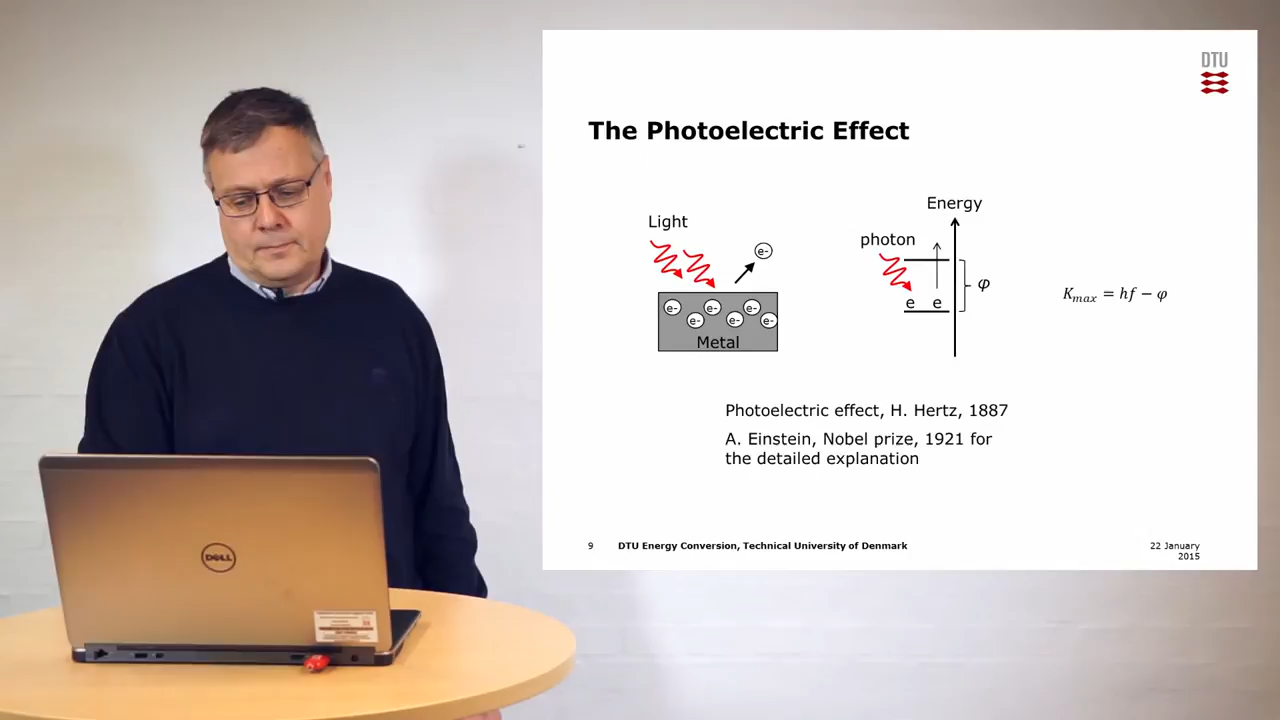 DTU
The Photoelectric Effect
Light
e-
e-
e-
e-
e-
e-
e-
Metal
Energy
photon
e e
φ
K_max = hf − φ
Photoelectric effect, H. Hertz, 1887
A. Einstein, Nobel prize, 1921 for
the detailed explanation
9 DTU Energy Conversion, Technical University of Denmark
22 January
2015
DELL